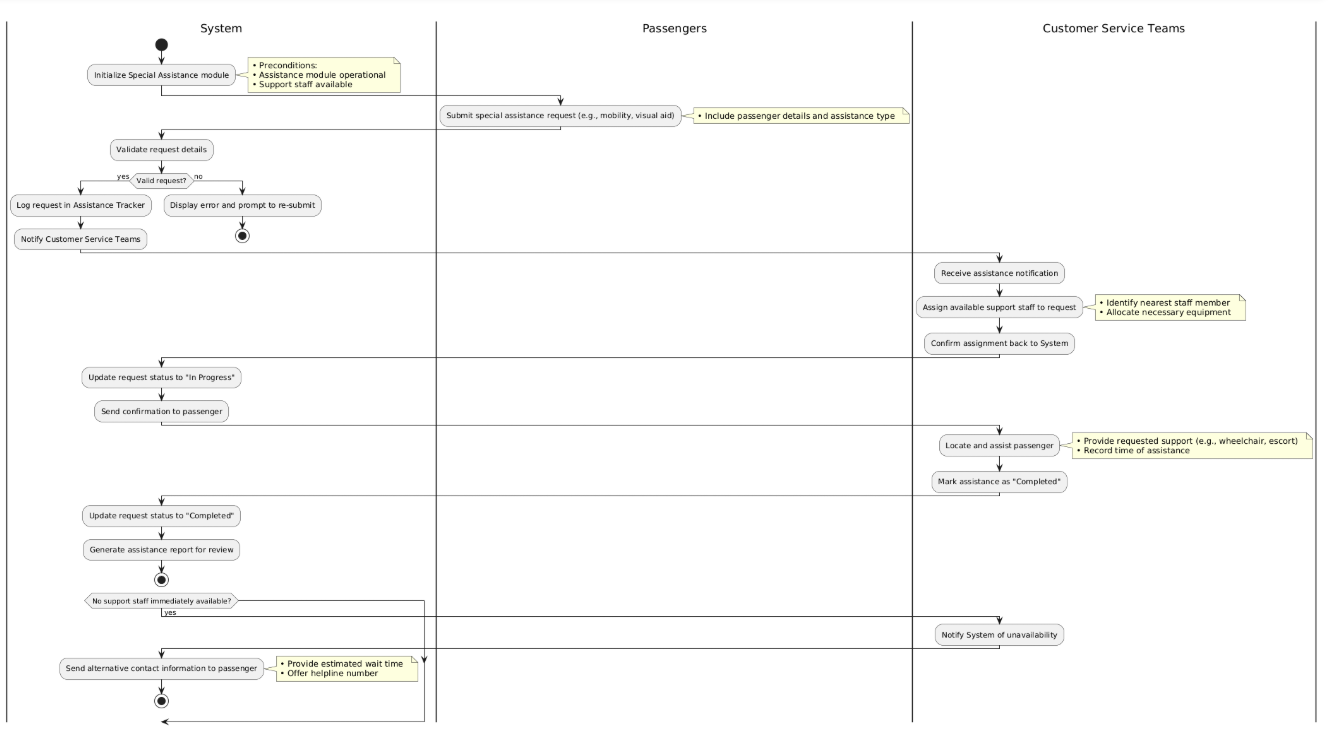 System
Passengers
Customer Service Teams
Initialize Special Assistance module
• Preconditions:
• Assistance module operational
• Support staff available
Submit special assistance request (e.g., mobility, visual aid)
• Include passenger details and assistance type
Validate request details
yes
Valid request?
no
Log request in Assistance Tracker
Display error and prompt to re-submit
Notify Customer Service Teams
Receive assistance notification
Assign available support staff to request
• Identify nearest staff member
• Allocate necessary equipment
Confirm assignment back to System
Update request status to "In Progress"
Send confirmation to passenger
Locate and assist passenger
• Provide requested support (e.g., wheelchair, escort)
• Record time of assistance
Mark assistance as "Completed"
Update request status to "Completed"
Generate assistance report for review
No support staff immediately available?
yes
Notify System of unavailability
Send alternative contact information to passenger
• Provide estimated wait time
• Offer helpline number